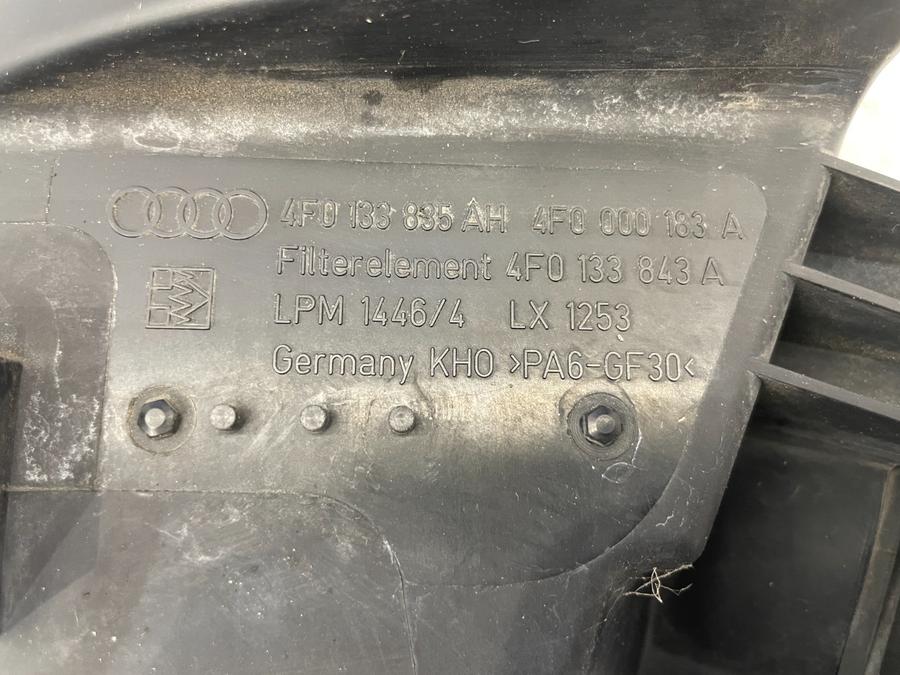 4F0 133 835 AH 4F0 000 183 A
Filterelement 4F0 133 843 A
LPM 1446/4 LX 1253
Germany KHO >PA6-GF30<